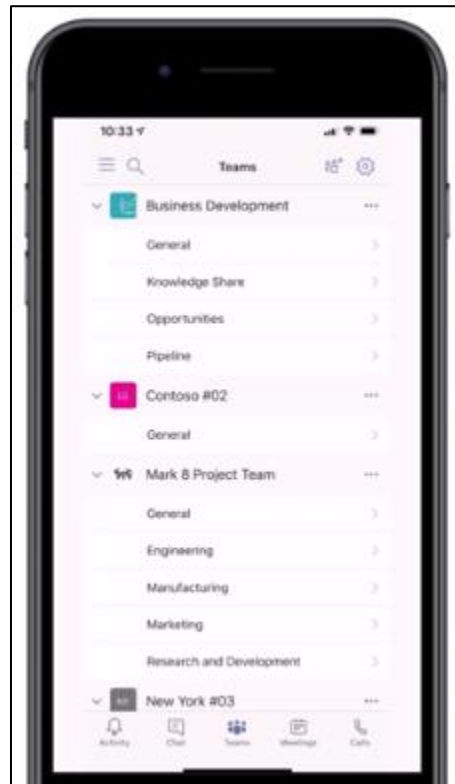 10:33
Teams
Business Development
General
Knowledge Share
Opportunities
Pipeline
Contoso #02
General
Mark 8 Project Team
General
Engineering
Manufacturing
Marketing
Research and Development
New York #03
Activity
Chat
Teams
Meetings
Calls